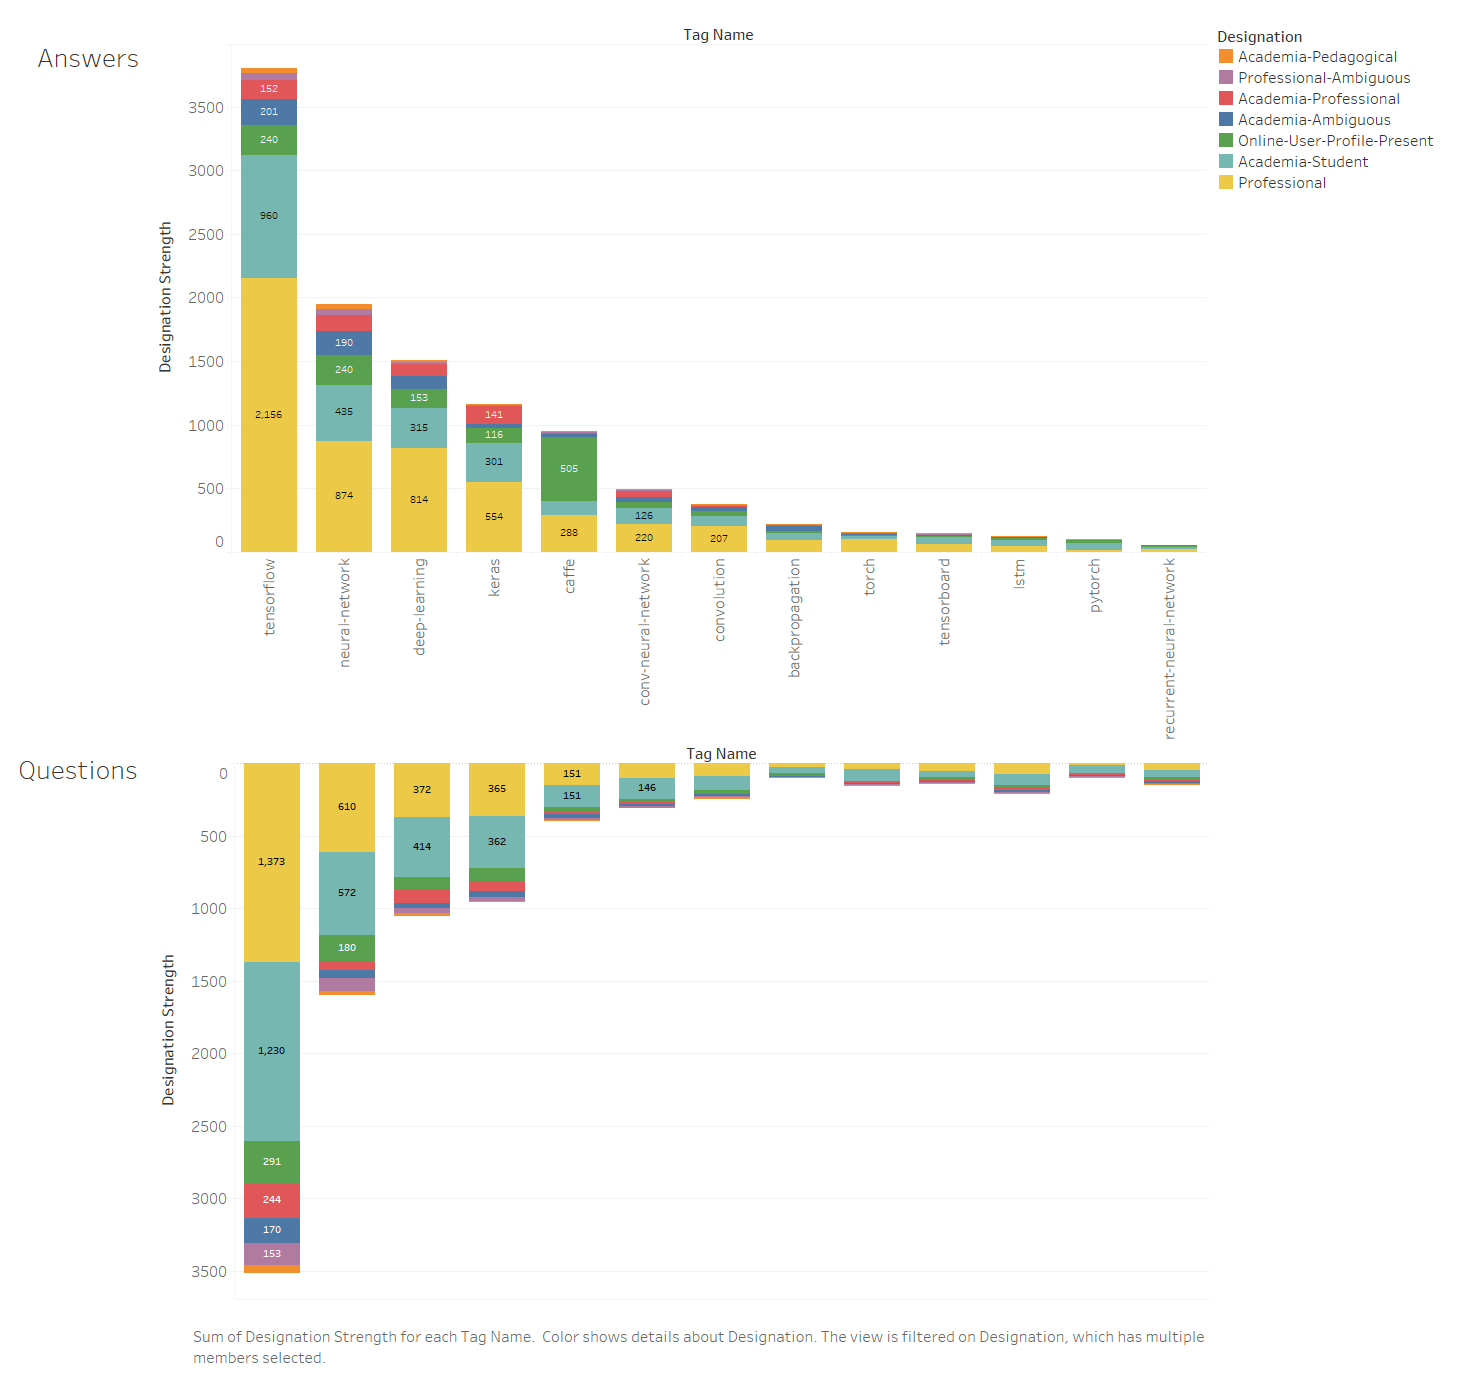 Answers
Tag Name
Designation
Academia-Pedagogical
Professional-Ambiguous
Academia-Professional
Academia-Ambiguous
Online-User-Profile-Present
Academia-Student
Professional
Designation Strength
3500
3000
2500
2000
1500
1000
500
0
152
201
240
960
2,156
190
240
435
874
153
315
814
141
116
301
554
505
288
126
220
207
tensorflow
neural-network
deep-learning
keras
caffe
conv-neural-network
convolution
backpropagation
torch
tensorboard
lstm
pytorch
recurrent-neural-network
Questions
Tag Name
Designation Strength
0
500
1000
1500
2000
2500
3000
3500
1,373
1,230
291
244
170
153
610
572
180
372
414
365
362
151
151
146
Sum of Designation Strength for each Tag Name. Color shows details about Designation. The view is filtered on Designation, which has multiple
members selected.